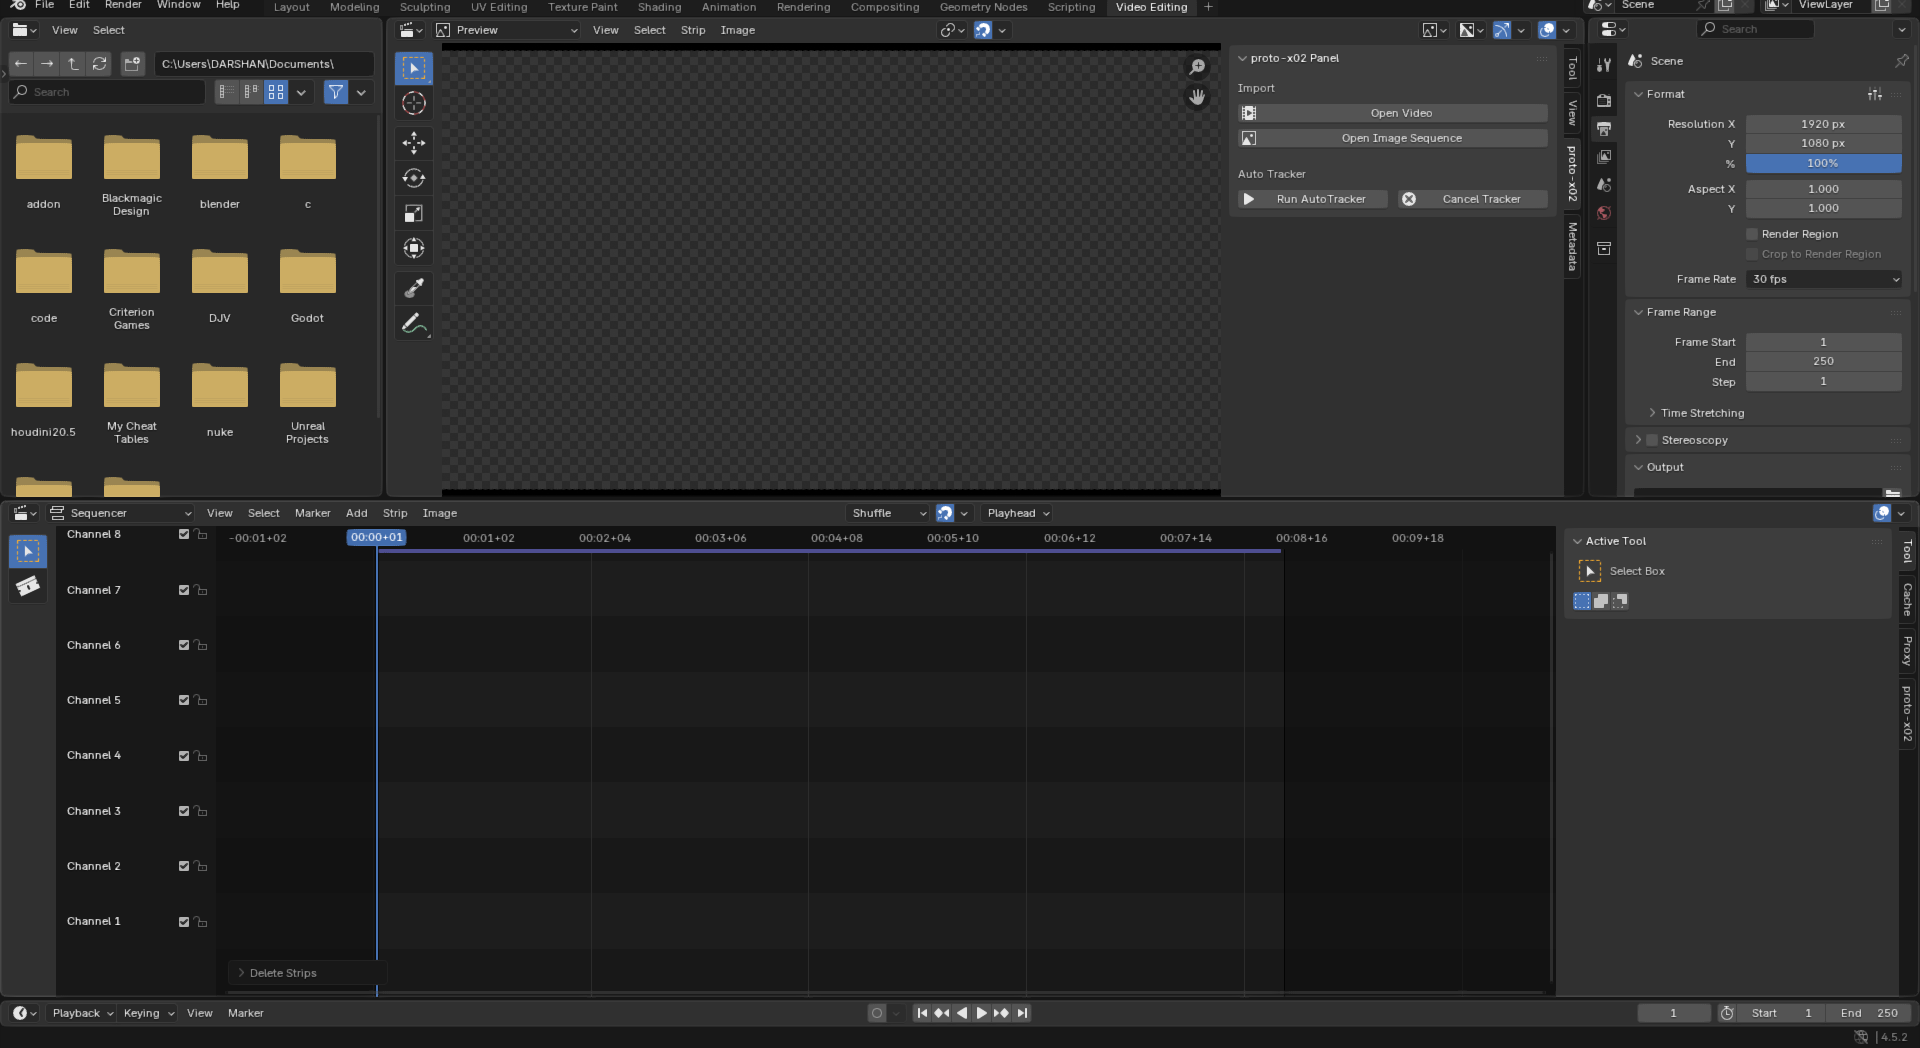 File Edit Render Window Help Layout Modeling Sculpting UV Editing Texture Paint Shading Animation Rendering Compositing Geometry Nodes Scripting Video Editing + Scene ViewLayer
View Select
C:\Users\DARSHAN\Documents\
Search
addon
Blackmagic Design
blender
c
code
Criterion Games
DJV
Godot
houdini20.5
My Cheat Tables
nuke
Unreal Projects
Preview View Select Strip Image
proto-x02 Panel
Import
Open Video
Open Image Sequence
Auto Tracker
Run AutoTracker Cancel Tracker
Tool
View
proto-x02
Metadata
Search
Scene
Format
Resolution X 1920 px
Y 1080 px
% 100%
Aspect X 1.000
Y 1.000
Render Region
Crop to Render Region
Frame Rate 30 fps
Frame Range
Frame Start 1
End 250
Step 1
Time Stretching
Stereoscopy
Output
Sequencer View Select Marker Add Strip Image Shuffle Playhead
-00:01+02 00:00+01 00:01+02 00:02+04 00:03+06 00:04+08 00:05+10 00:06+12 00:07+14 00:08+16 00:09+18
Channel 8
Channel 7
Channel 6
Channel 5
Channel 4
Channel 3
Channel 2
Channel 1
Delete Strips
Active Tool
Select Box
Tool
Cache
Proxy
proto-x02
Playback Keying View Marker 1 Start 1 End 250
4.5.2